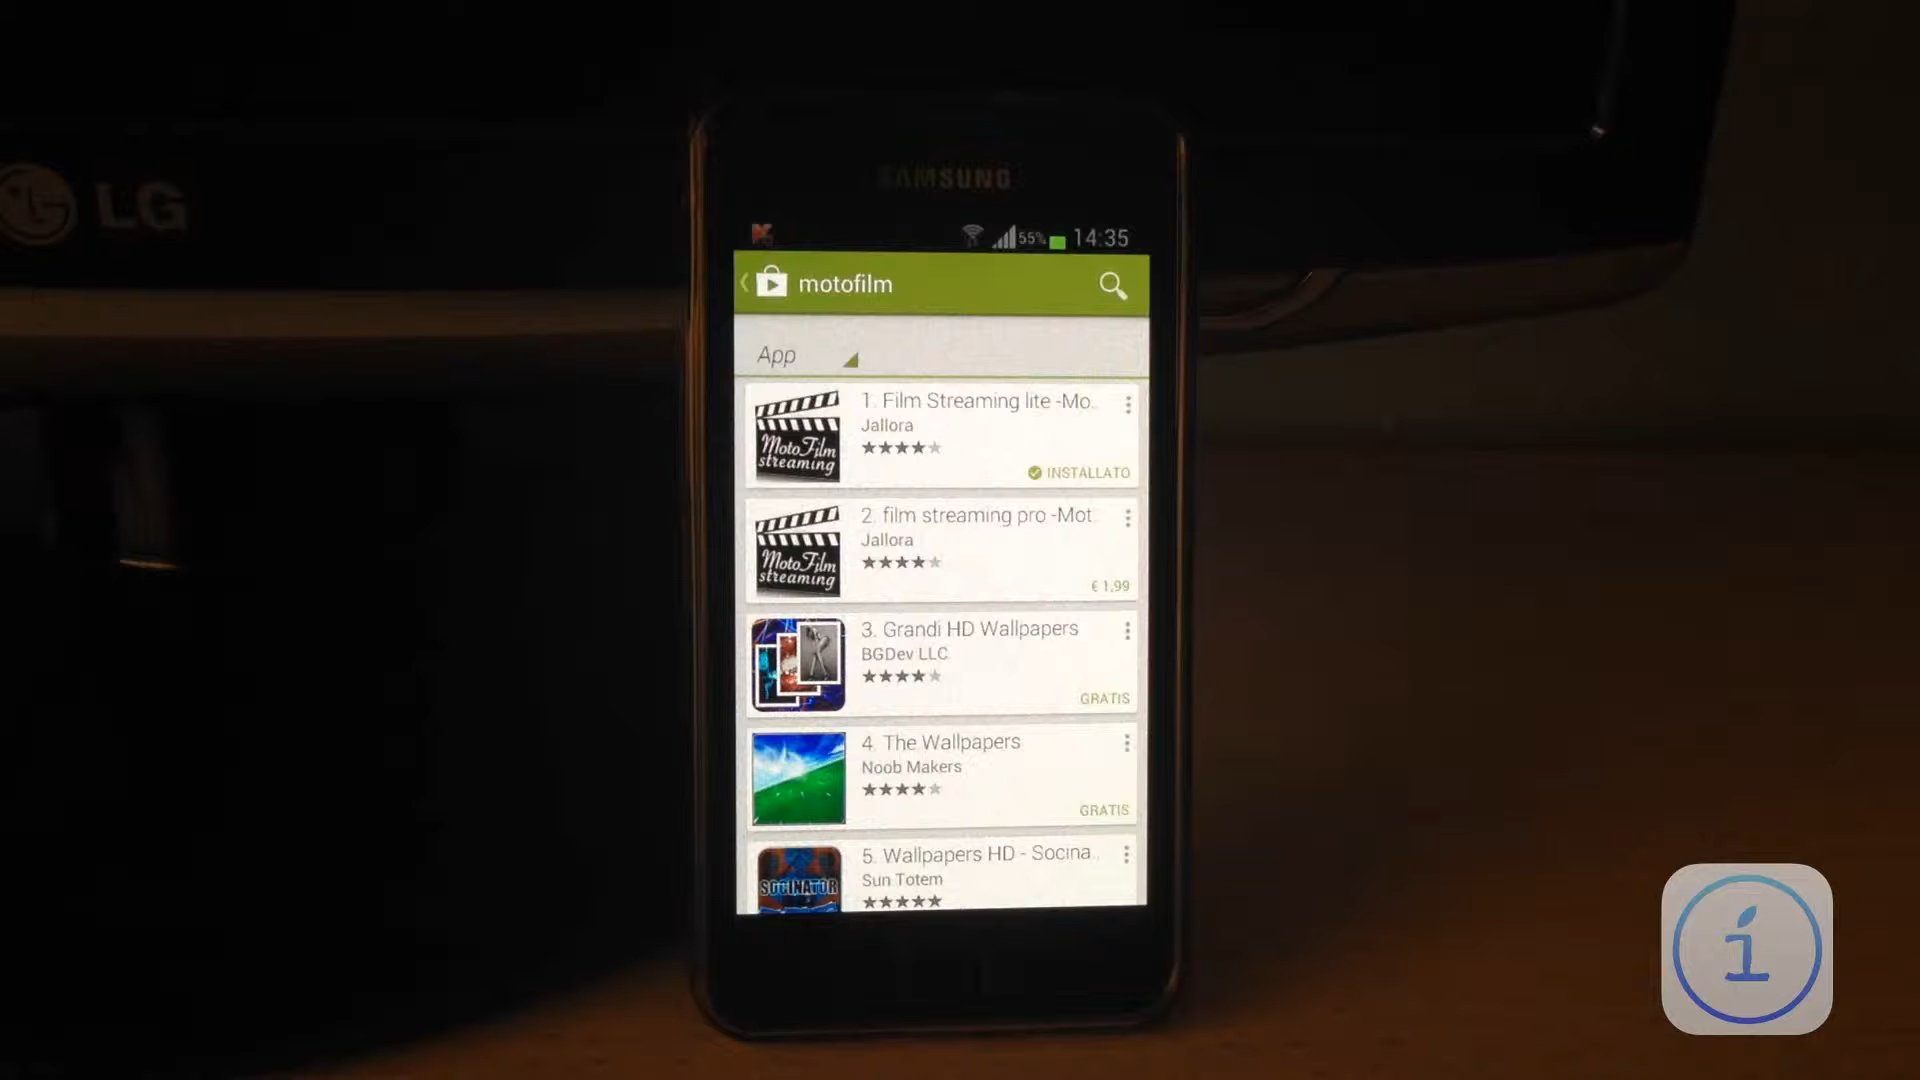 LG
SAMSUNG
55% 14:35
motofilm
App
MotoFilm
streaming
1. Film Streaming lite -Mo..
Jallora
INSTALLATO
MotoFilm
streaming
2. film streaming pro -Mot
Jallora
€ 1,99
3. Grandi HD Wallpapers
BGDev LLC
GRATIS
4. The Wallpapers
Noob Makers
GRATIS
SOCINATOR
5. Wallpapers HD - Socina..
Sun Totem
i